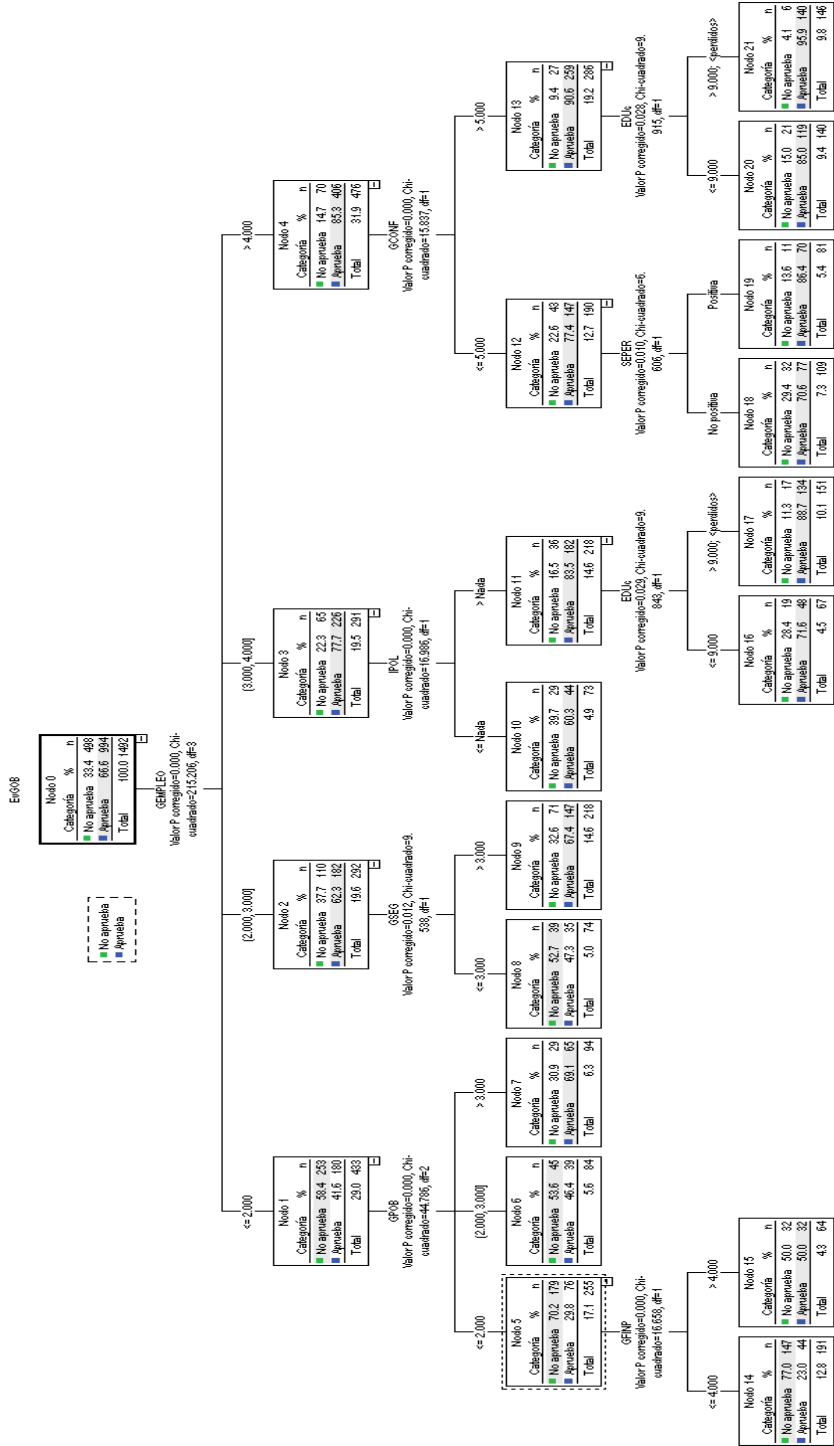 EvGOB
No aprueba
Aprueba
Nodo 0
Categoría % n
No aprueba 33.4 498
Aprueba 66.6 994
Total 100.0 1492
GEMPLEO
Valor P corregido=0.000, Chi-
cuadrado=215.206, df=3
<= 2.000
(2.000, 3.000]
(3.000, 4.000]
> 4.000
Nodo 1
Categoría % n
No aprueba 58.4 253
Aprueba 41.6 180
Total 29.0 433
GPOB
Valor P corregido=0.000, Chi-
cuadrado=44.786, df=2
Nodo 2
Categoría % n
No aprueba 37.7 110
Aprueba 62.3 182
Total 19.6 292
GSEG
Valor P corregido=0.012, Chi-cuadrado=9.
538, df=1
Nodo 3
Categoría % n
No aprueba 22.3 65
Aprueba 77.7 226
Total 19.5 291
IPOL
Valor P corregido=0.000, Chi-
cuadrado=16.986, df=1
Nodo 4
Categoría % n
No aprueba 14.7 70
Aprueba 85.3 406
Total 31.9 476
GCONF
Valor P corregido=0.000, Chi-
cuadrado=15.837, df=1
<= 2.000
(2.000, 3.000]
> 3.000
<= 3.000
> 3.000
<= Nada
> Nada
<= 5.000
> 5.000
Nodo 5
Categoría % n
No aprueba 70.2 179
Aprueba 29.8 76
Total 17.1 255
GFINP
Valor P corregido=0.000, Chi-
cuadrado=16.658, df=1
Nodo 6
Categoría % n
No aprueba 53.6 45
Aprueba 46.4 39
Total 5.6 84
Nodo 7
Categoría % n
No aprueba 30.9 29
Aprueba 69.1 65
Total 6.3 94
Nodo 8
Categoría % n
No aprueba 52.7 39
Aprueba 47.3 35
Total 5.0 74
Nodo 9
Categoría % n
No aprueba 32.6 71
Aprueba 67.4 147
Total 14.6 218
Nodo 10
Categoría % n
No aprueba 39.7 29
Aprueba 60.3 44
Total 4.9 73
Nodo 11
Categoría % n
No aprueba 16.5 36
Aprueba 83.5 182
Total 14.6 218
EDUc
Valor P corregido=0.029, Chi-cuadrado=9.
843, df=1
Nodo 12
Categoría % n
No aprueba 22.6 43
Aprueba 77.4 147
Total 12.7 190
SEPER
Valor P corregido=0.010, Chi-cuadrado=6.
606, df=1
Nodo 13
Categoría % n
No aprueba 9.4 27
Aprueba 90.6 259
Total 19.2 286
EDUc
Valor P corregido=0.028, Chi-cuadrado=9.
915, df=1
<= 4.000
> 4.000
<= 9.000
> 9.000; <perdidos>
No positiva
Positiva
<= 9.000
> 9.000; <perdidos>
Nodo 14
Categoría % n
No aprueba 77.0 147
Aprueba 23.0 44
Total 12.8 191
Nodo 15
Categoría % n
No aprueba 50.0 32
Aprueba 50.0 32
Total 4.3 64
Nodo 16
Categoría % n
No aprueba 28.4 19
Aprueba 71.6 48
Total 4.5 67
Nodo 17
Categoría % n
No aprueba 11.3 17
Aprueba 88.7 134
Total 10.1 151
Nodo 18
Categoría % n
No aprueba 29.4 32
Aprueba 70.6 77
Total 7.3 109
Nodo 19
Categoría % n
No aprueba 13.6 11
Aprueba 86.4 70
Total 5.4 81
Nodo 20
Categoría % n
No aprueba 15.0 21
Aprueba 85.0 119
Total 9.4 140
Nodo 21
Categoría % n
No aprueba 4.1 6
Aprueba 95.9 140
Total 9.8 146